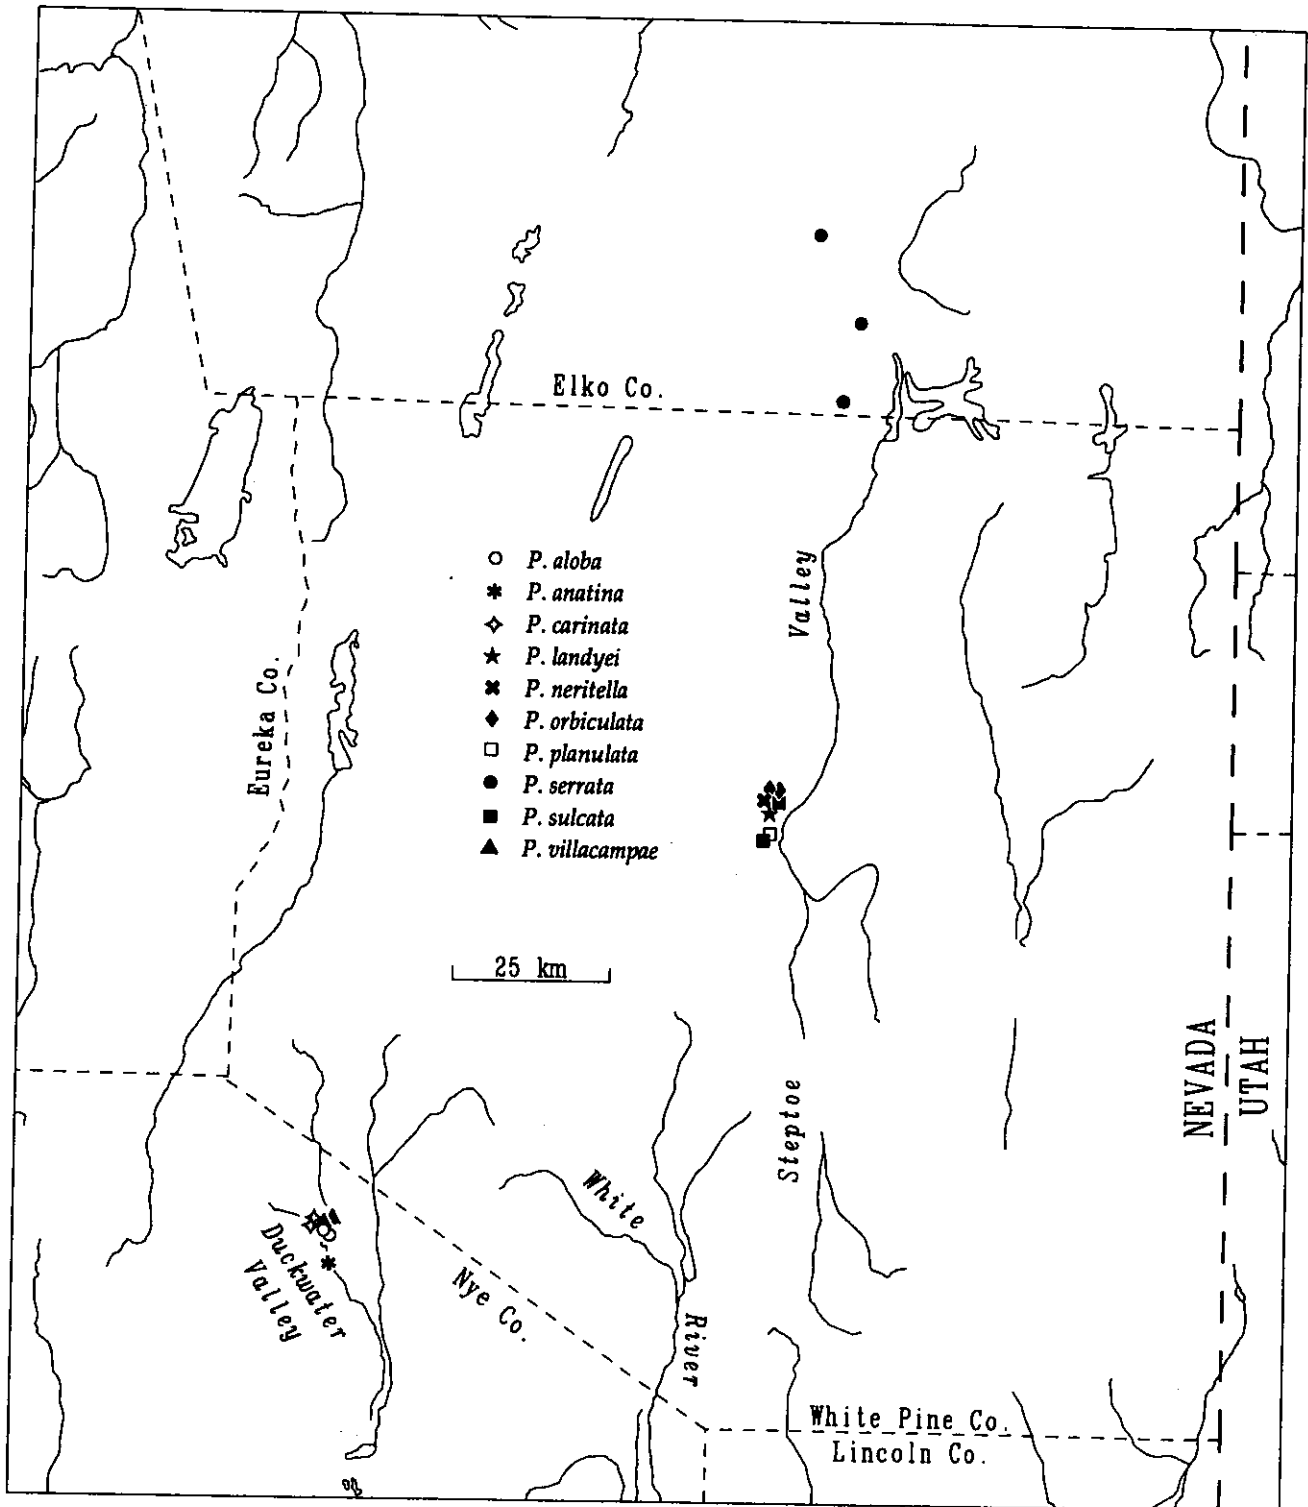 Elko Co.
Valley
P. aloba
P. anatina
P. carinata
P. landyei
P. neritella
P. orbiculata
P. planulata
P. serrata
P. sulcata
P. villacampae
Eureka Co.
25 km
NEVADA
UTAH
Steptoe
White
River
Duckwater
Valley
Nye Co.
White Pine Co.
Lincoln Co.